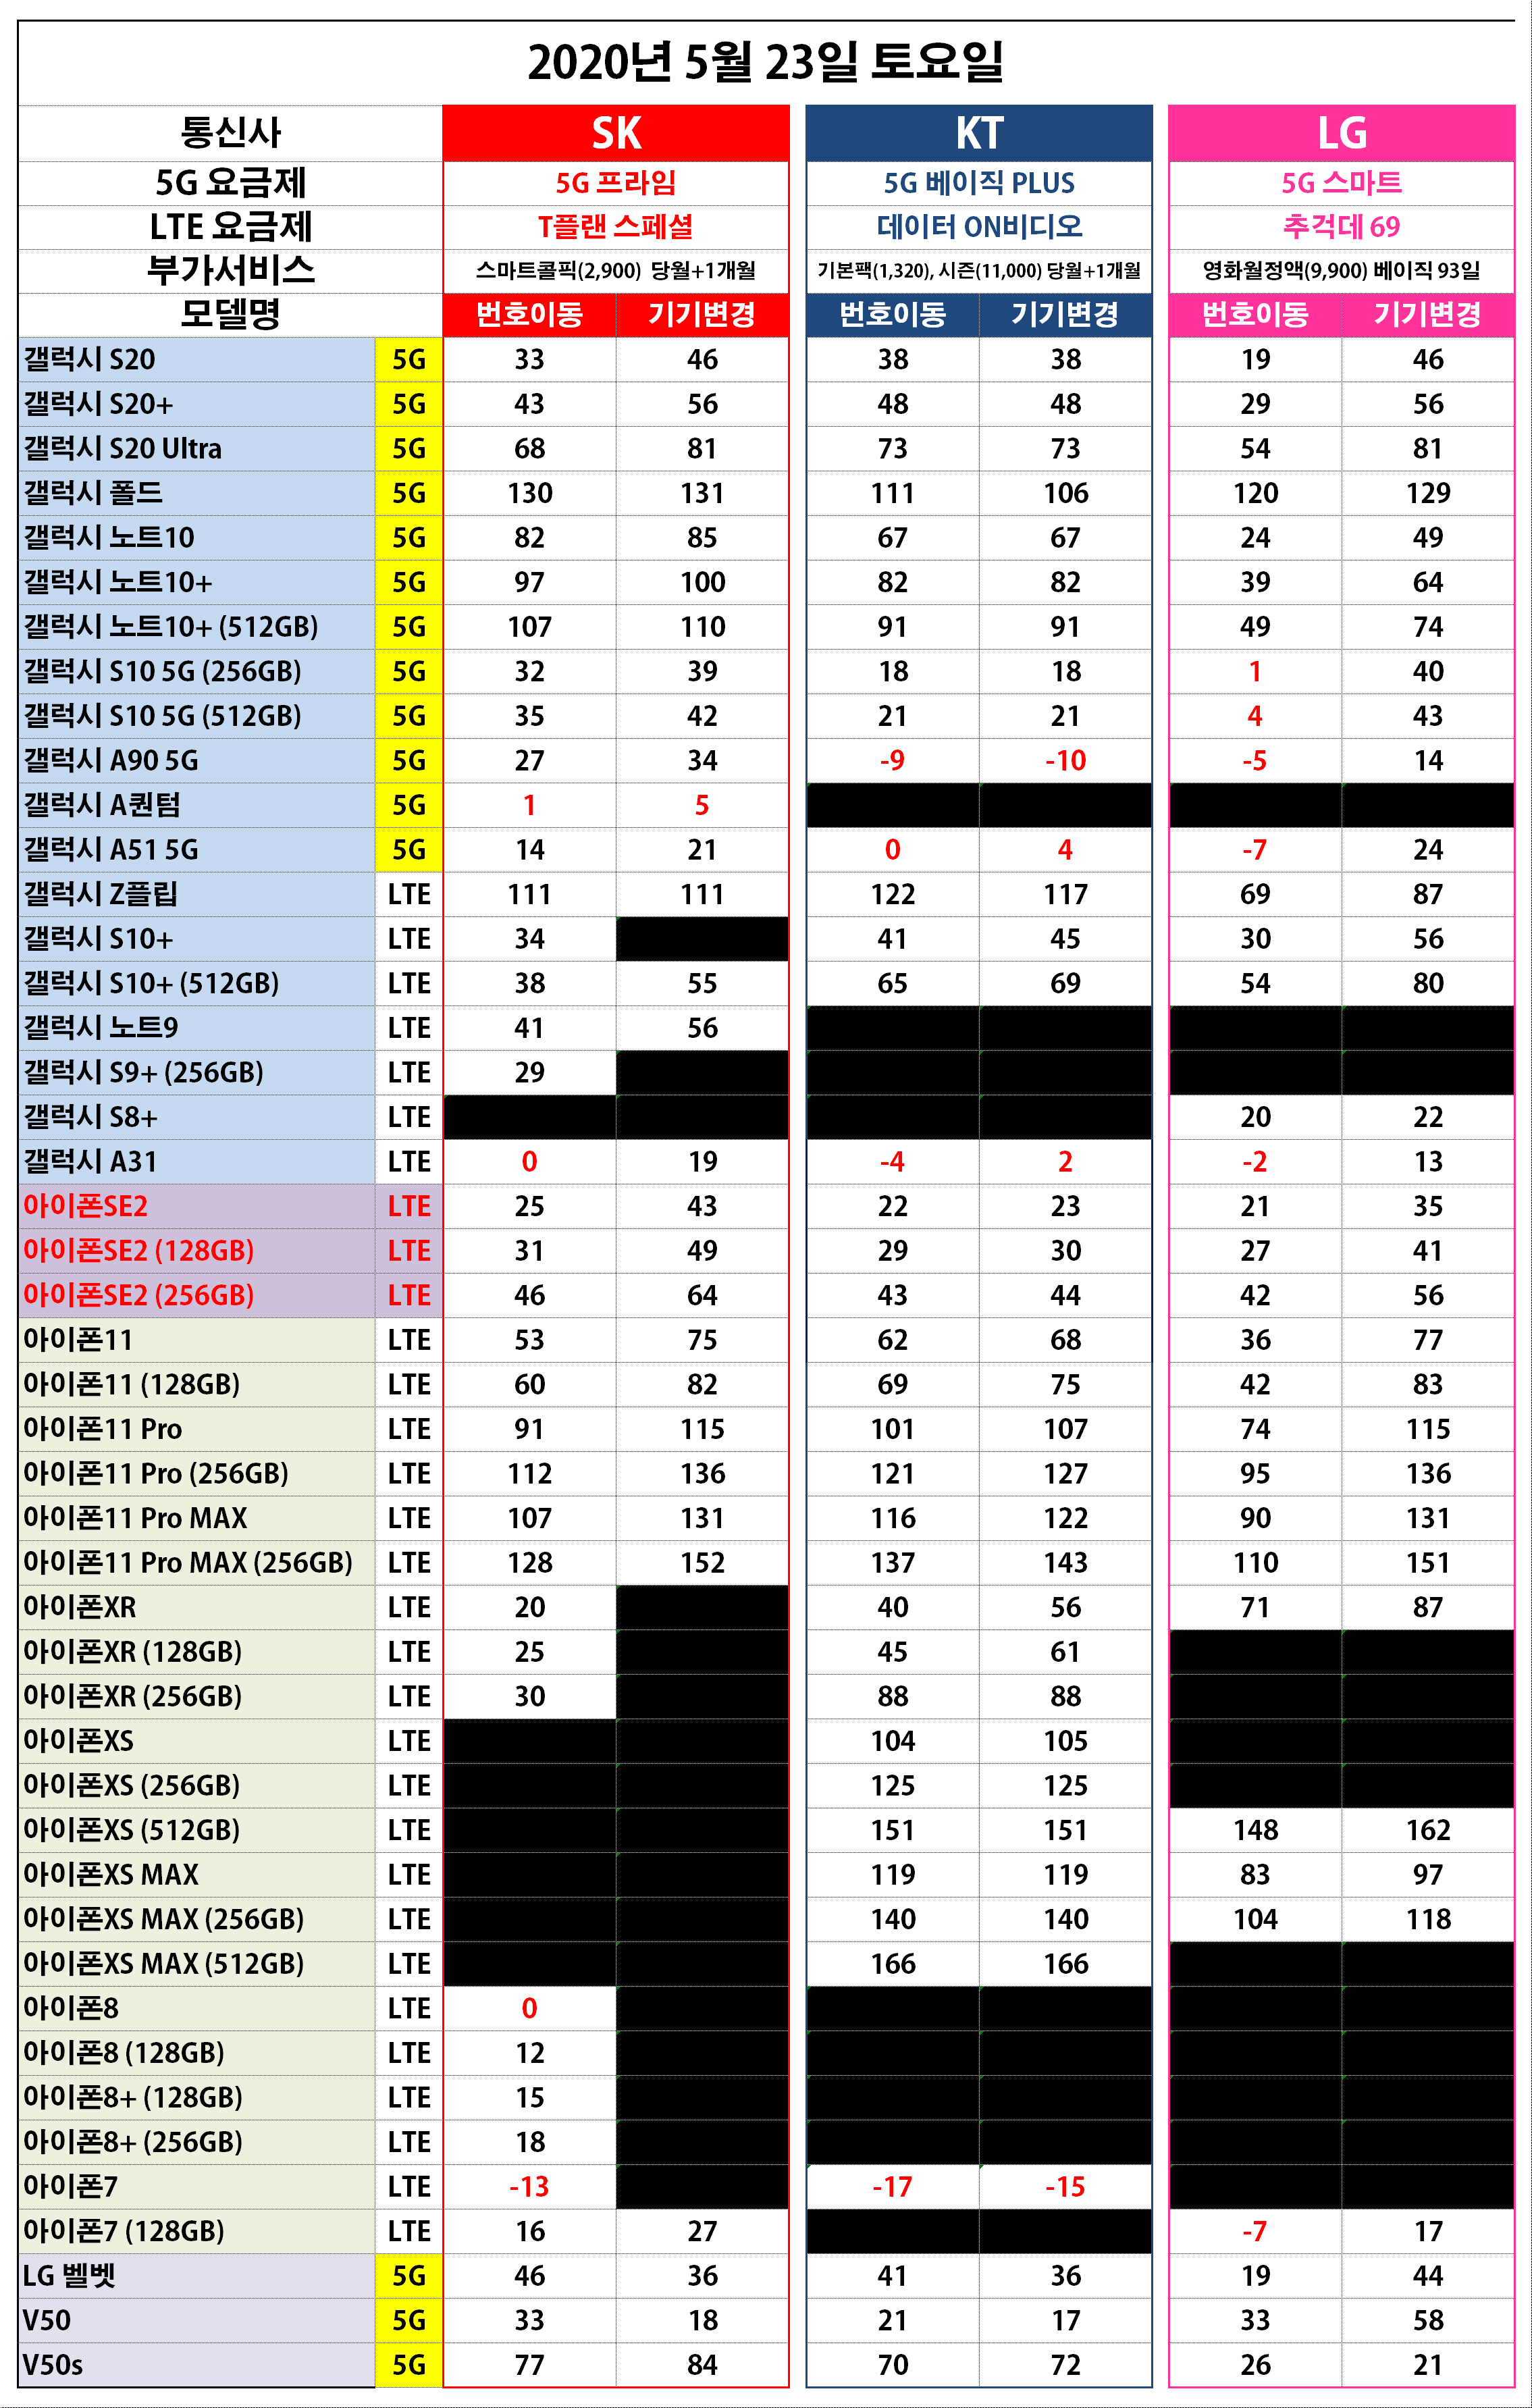 2020년 5월 23일 토요일
통신사 SK KT LG
5G 요금제 5G 프라임 5G 베이직 PLUS 5G 스마트
LTE 요금제 T플랜 스페셜 데이터 ON비디오 추걱데 69
부가서비스 스마트콜픽(2,900) 당월+1개월 기본팩(1,320), 시즌(11,000) 당월+1개월 영화월정액(9,900) 베이직 93일
모델명 번호이동 기기변경 번호이동 기기변경 번호이동 기기변경
갤럭시 S20 5G 33 46 38 38 19 46
갤럭시 S20+ 5G 43 56 48 48 29 56
갤럭시 S20 Ultra 5G 68 81 73 73 54 81
갤럭시 폴드 5G 130 131 111 106 120 129
갤럭시 노트10 5G 82 85 67 67 24 49
갤럭시 노트10+ 5G 97 100 82 82 39 64
갤럭시 노트10+ (512GB) 5G 107 110 91 91 49 74
갤럭시 S10 5G (256GB) 5G 32 39 18 18 1 40
갤럭시 S10 5G (512GB) 5G 35 42 21 21 4 43
갤럭시 A90 5G 5G 27 34 -9 -10 -5 14
갤럭시 A퀀텀 5G 1 5
갤럭시 A51 5G 5G 14 21 0 4 -7 24
갤럭시 Z플립 LTE 111 111 122 117 69 87
갤럭시 S10+ LTE 34 41 45 30 56
갤럭시 S10+ (512GB) LTE 38 55 65 69 54 80
갤럭시 노트9 LTE 41 56
갤럭시 S9+ (256GB) LTE 29
갤럭시 S8+ LTE 20 22
갤럭시 A31 LTE 0 19 -4 2 -2 13
아이폰SE2 LTE 25 43 22 23 21 35
아이폰SE2 (128GB) LTE 31 49 29 30 27 41
아이폰SE2 (256GB) LTE 46 64 43 44 42 56
아이폰11 LTE 53 75 62 68 36 77
아이폰11 (128GB) LTE 60 82 69 75 42 83
아이폰11 Pro LTE 91 115 101 107 74 115
아이폰11 Pro (256GB) LTE 112 136 121 127 95 136
아이폰11 Pro MAX LTE 107 131 116 122 90 131
아이폰11 Pro MAX (256GB) LTE 128 152 137 143 110 151
아이폰XR LTE 20 40 56 71 87
아이폰XR (128GB) LTE 25 45 61
아이폰XR (256GB) LTE 30 88 88
아이폰XS LTE 104 105
아이폰XS (256GB) LTE 125 125
아이폰XS (512GB) LTE 151 151 148 162
아이폰XS MAX LTE 119 119 83 97
아이폰XS MAX (256GB) LTE 140 140 104 118
아이폰XS MAX (512GB) LTE 166 166
아이폰8 LTE 0
아이폰8 (128GB) LTE 12
아이폰8+ (128GB) LTE 15
아이폰8+ (256GB) LTE 18
아이폰7 LTE -13 -17 -15
아이폰7 (128GB) LTE 16 27 -7 17
LG 벨벳 5G 46 36 41 36 19 44
V50 5G 33 18 21 17 33 58
V50s 5G 77 84 70 72 26 21